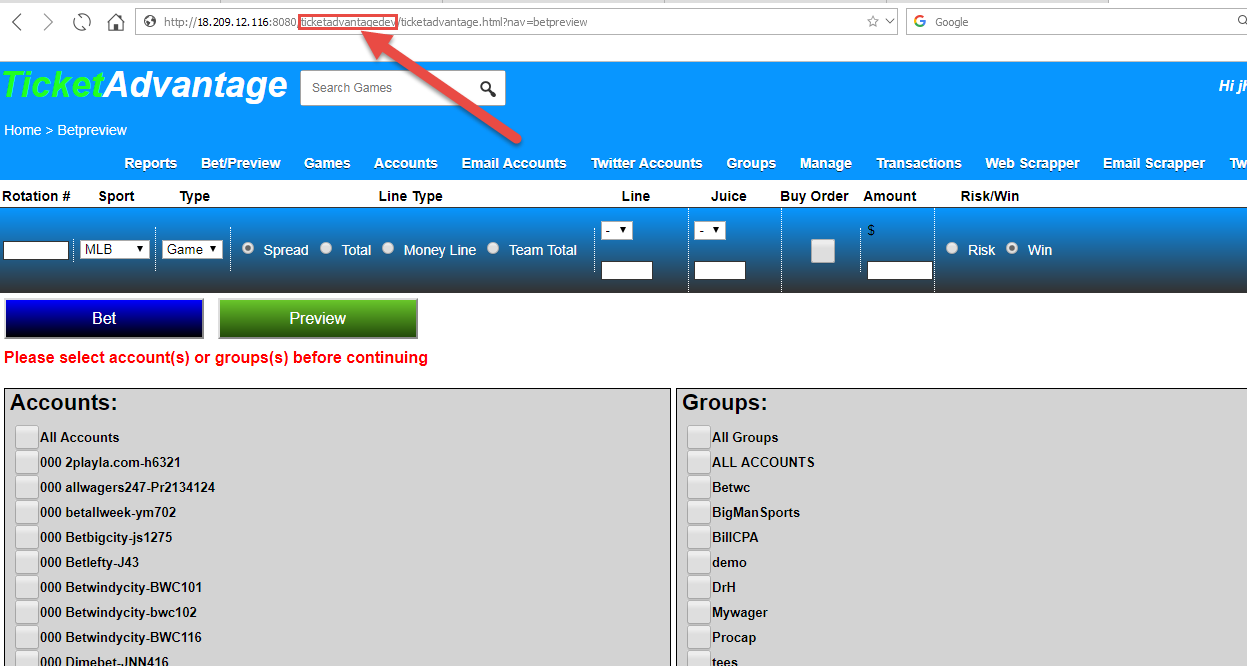 http://18.209.12.116:8080/ticketadvantagedev/ticketadvantage.html?nav=betpreview
Google
TicketAdvantage
Search Games
Hi
Home > Betpreview
Reports Bet/Preview Games Accounts Email Accounts Twitter Accounts Groups Manage Transactions Web Scrapper Email Scrapper Tw
Rotation # Sport Type Line Type Line Juice Buy Order Amount Risk/Win
- -
$
MLB Game Spread Total Money Line Team Total Risk Win
Bet Preview
Please select account(s) or groups(s) before continuing
Accounts:
All Accounts
000 2playla.com-h6321
000 allwagers247-Pr2134124
000 betallweek-ym702
000 Betbigcity-js1275
000 Betlefty-J43
000 Betwindycity-BWC101
000 Betwindycity-bwc102
000 Betwindycity-BWC116
000 Dimebet-JNN416
Groups:
All Groups
ALL ACCOUNTS
Betwc
BigManSports
BillCPA
demo
DrH
Mywager
Procap
tees